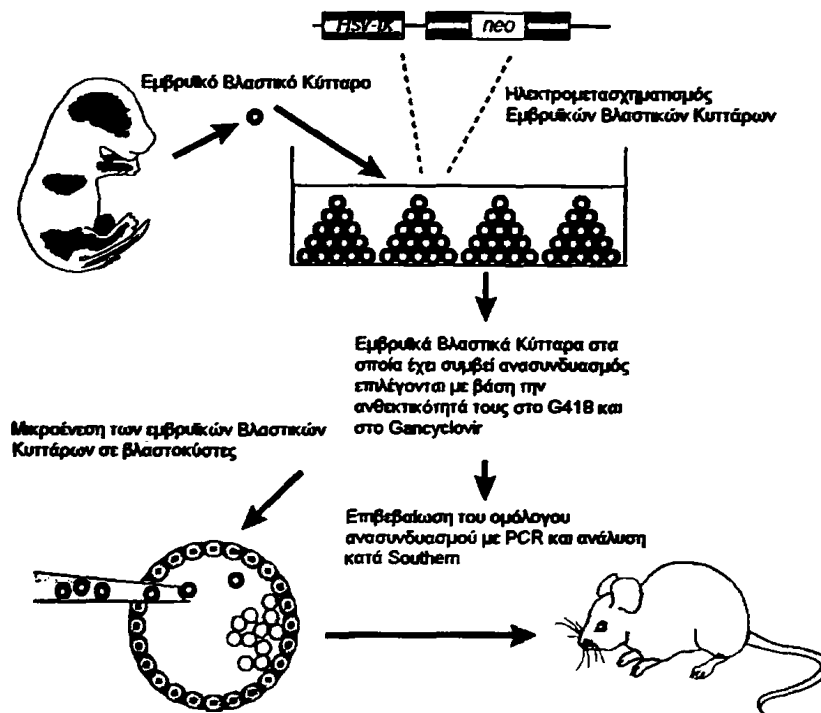 HSV-tk neo
Εμβρυϊκό Βλαστικό Κύτταρο
Ηλεκτρομετασχηματισμός
Εμβρυϊκών Βλαστικών Κυττάρων
Εμβρυϊκά Βλαστικά Κύτταρα στα
οποία έχει συμβεί ανασυνδυασμός
επιλέγονται με βάση την
ανθεκτικότητά τους στο G418 και
στο Gancyclovir
Μικροένεση των εμβρυϊκών Βλαστικών
Κυττάρων σε βλαστοκύστες
Επιβεβαίωση του ομόλογου
ανασυνδυασμού με PCR και ανάλυση
κατά Southern